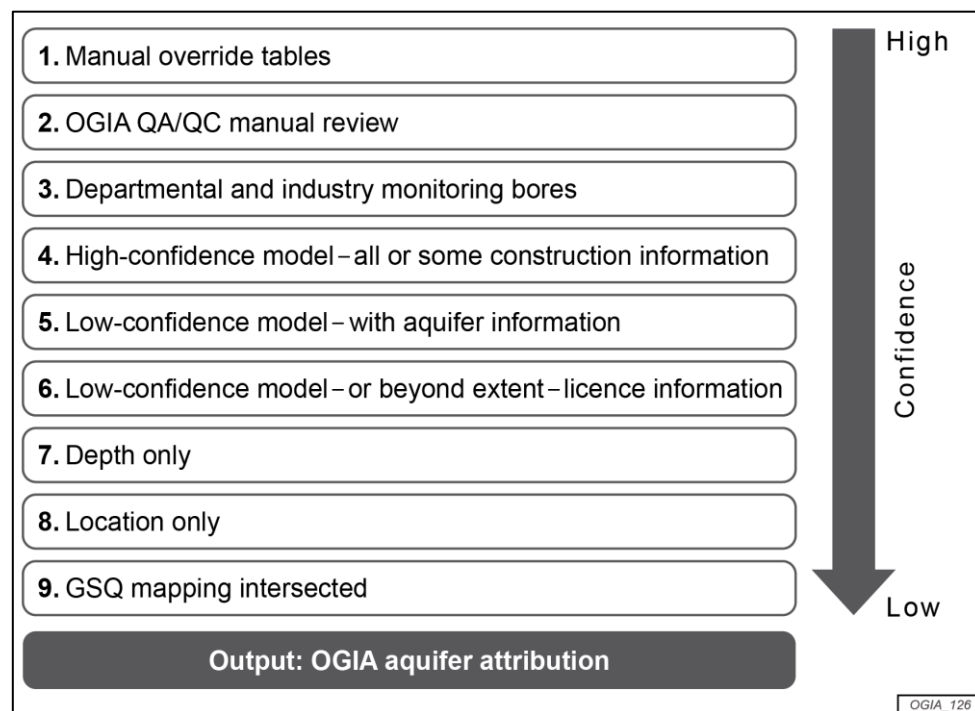 1. Manual override tables
2. OGIA QA/QC manual review
3. Departmental and industry monitoring bores
4. High-confidence model – all or some construction information
5. Low-confidence model – with aquifer information
6. Low-confidence model – or beyond extent – licence information
7. Depth only
8. Location only
9. GSQ mapping intersected
Output: OGIA aquifer attribution
High
Confidence
Low
OGIA_126